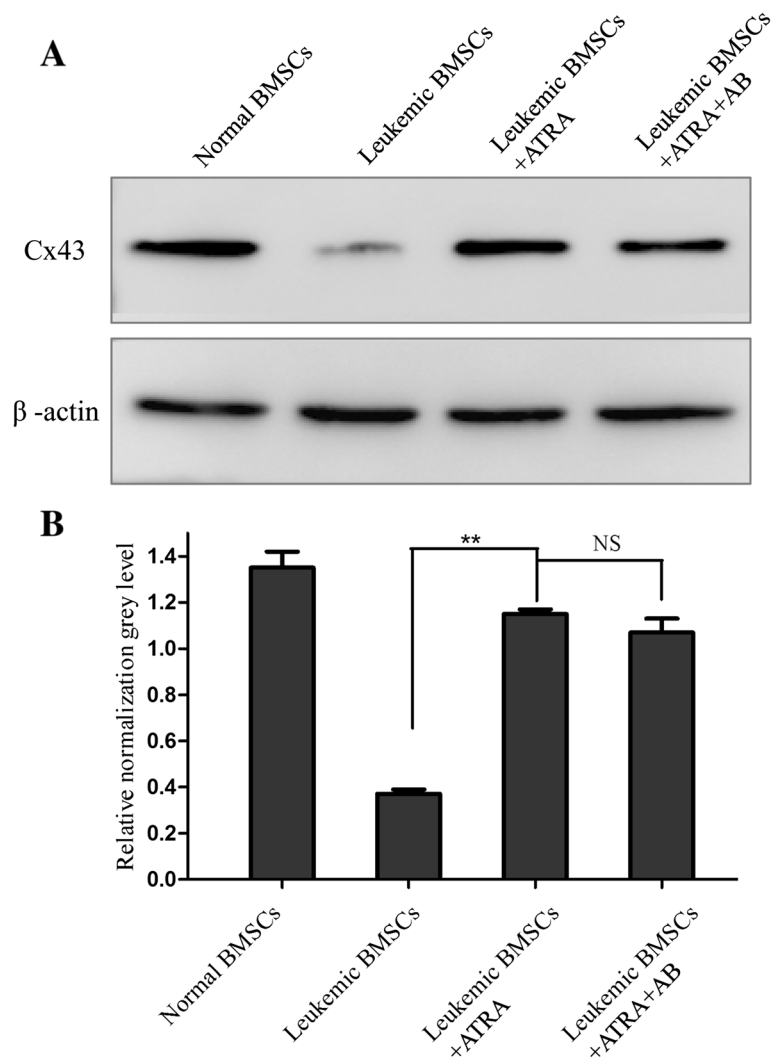 A
Normal BMSCs
Leukemic BMSCs
Leukemic BMSCs
+ATRA
Leukemic BMSCs
+ATRA+AB
Cx43
β -actin
B
Relative normalization grey level
1.4
1.2
1.0
0.8
0.6
0.4
0.2
0.0
**
NS
Normal BMSCs
Leukemic BMSCs
Leukemic BMSCs
+ATRA
Leukemic BMSCs
+ATRA+AB